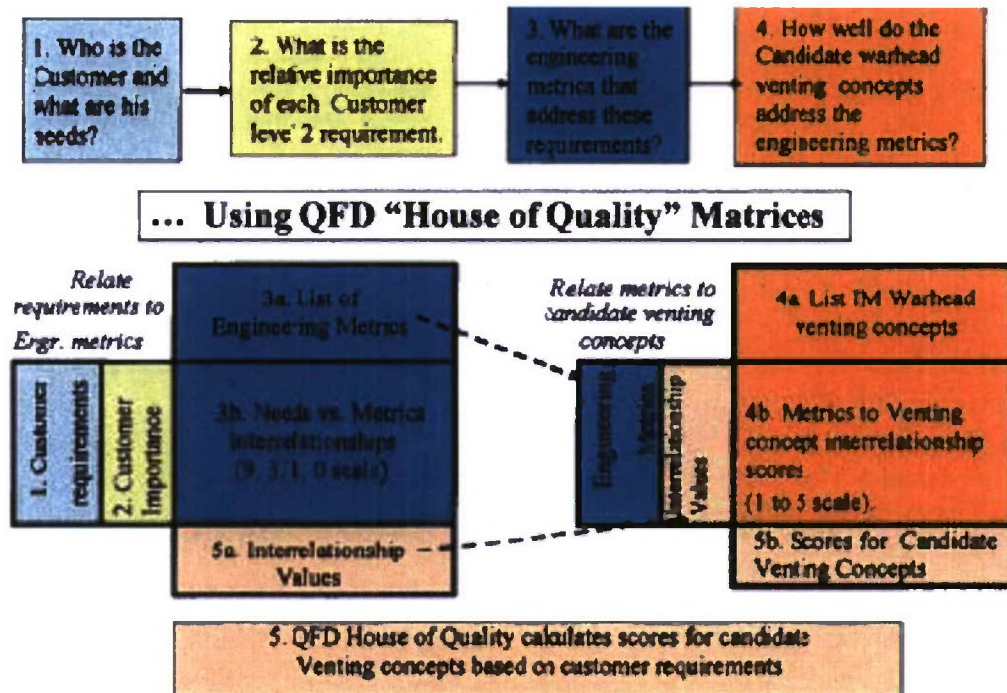 1. Who is the
Customer and
what are his
needs?
2. What is the
relative importance
of each Customer
level 2 requirement.
3. What are the
engineering
metrics that
address these
requirements?
4. How well do the
Candidate warhead
venting concepts
address the
engineering metrics?
... Using QFD “House of Quality” Matrices
Relate
requirements to
Engr. metrics
3a. List of
Engineering Metrics
Relate metrics to
candidate venting
concepts
4a. List IM Warhead
venting concepts
1. Customer
requirements
2. Customer
Importance
3b. Needs vs. Metrics
Interrelationships
(9, 3, 1, 0 scale)
Engineering
Metrics
Interrelationship
Values
4b. Metrics to Venting
concept interrelationship
scores
(1 to 5 scale).
5a. Interrelationship
Values
5b. Scores for Candidate
Venting Concepts
5. QFD House of Quality calculates scores for candidate
Venting concepts based on customer requirements